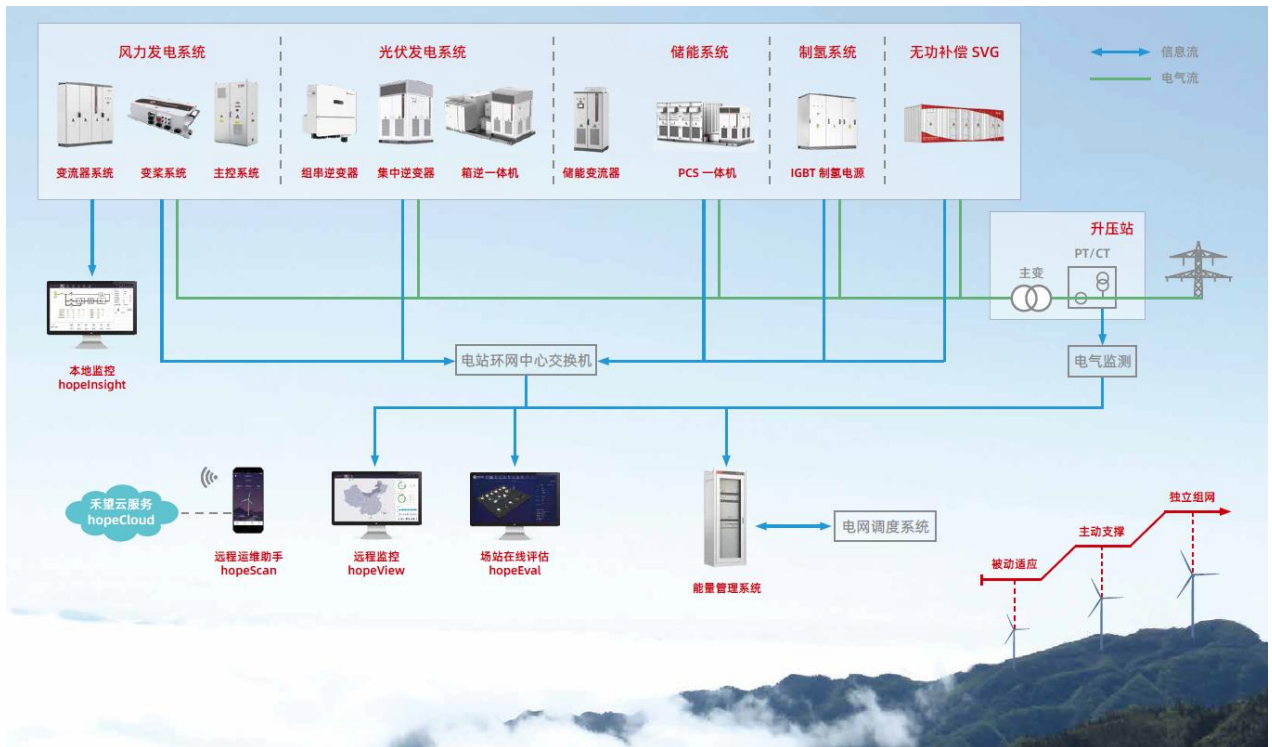 风力发电系统
光伏发电系统
储能系统
制氢系统
无功补偿 SVG
信息流
电气流
变流器系统
变桨系统
主控系统
组串逆变器
集中逆变器
箱逆一体机
储能变流器
PCS 一体机
IGBT 制氢电源
升压站
PT/CT
主变
电站环网中心交换机
电气监测
本地监控
hopeInsight
禾望云服务
hopeCloud
远程运维助手
hopeScan
远程监控
hopeView
场站在线评估
hopeEval
能量管理系统
电网调度系统
被动适应
主动支撑
独立组网